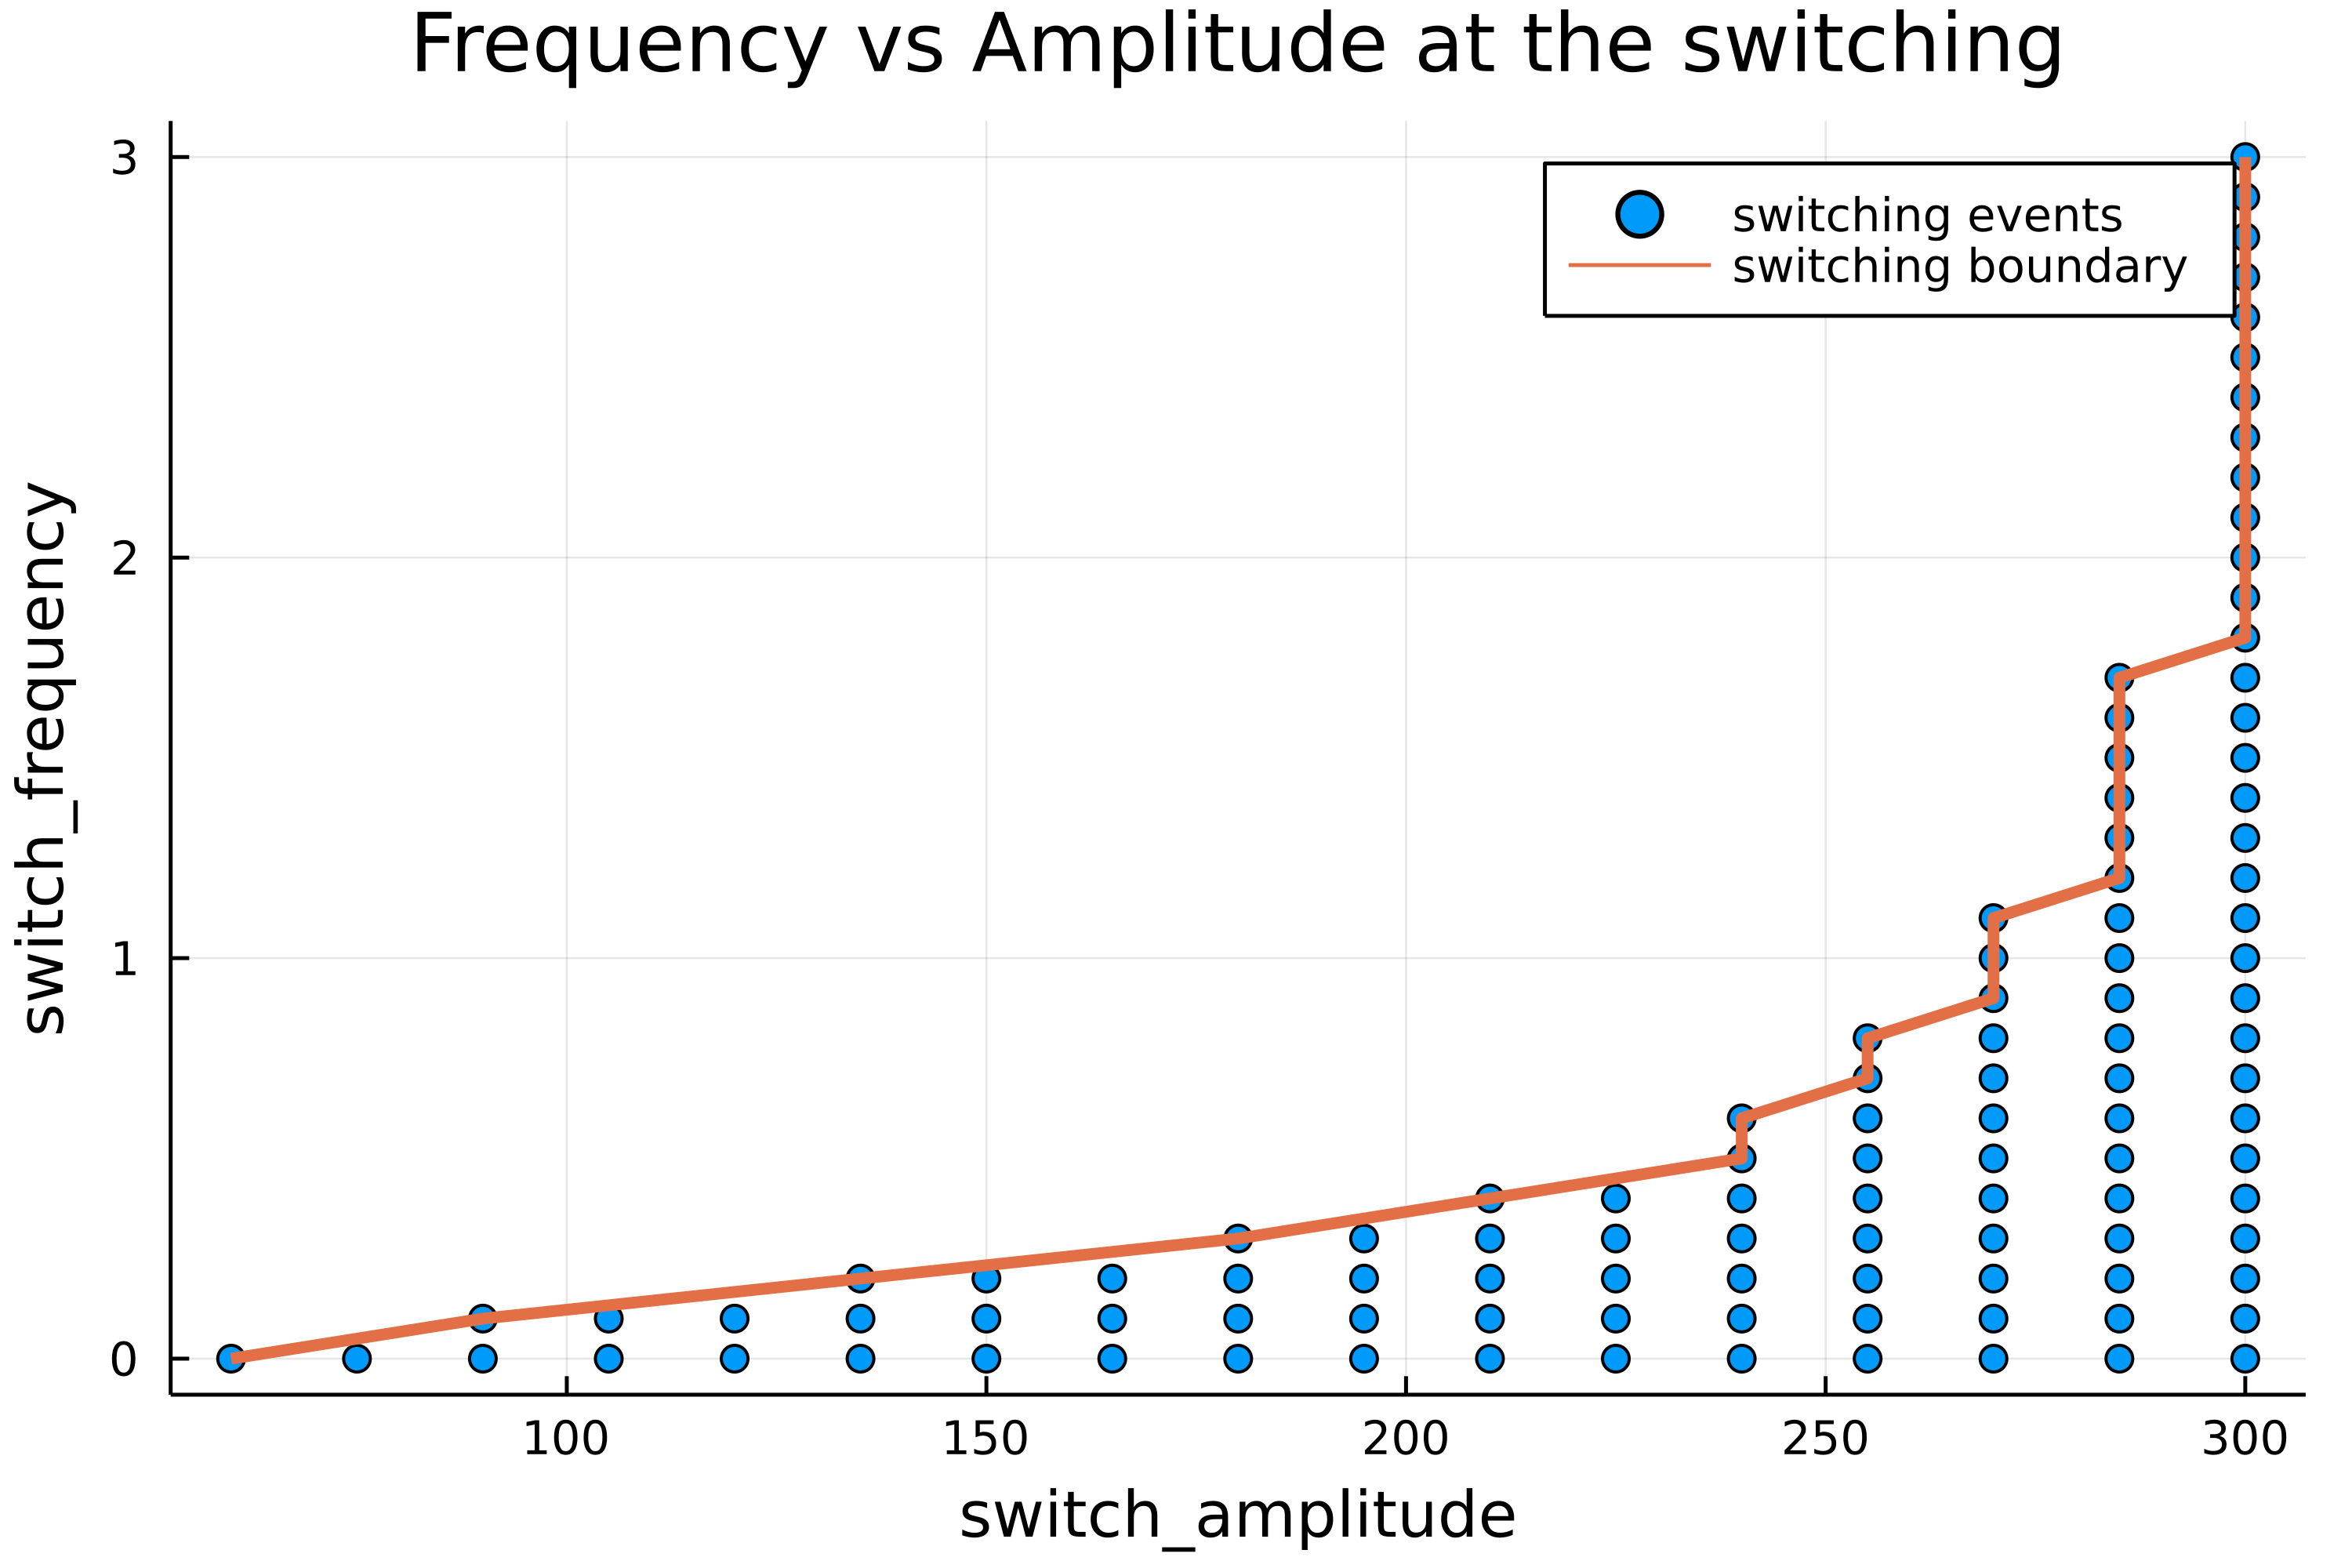 Frequency vs Amplitude at the switching
switching events
switching boundary
switch_frequency
3
2
1
0
100 150 200 250 300
switch_amplitude